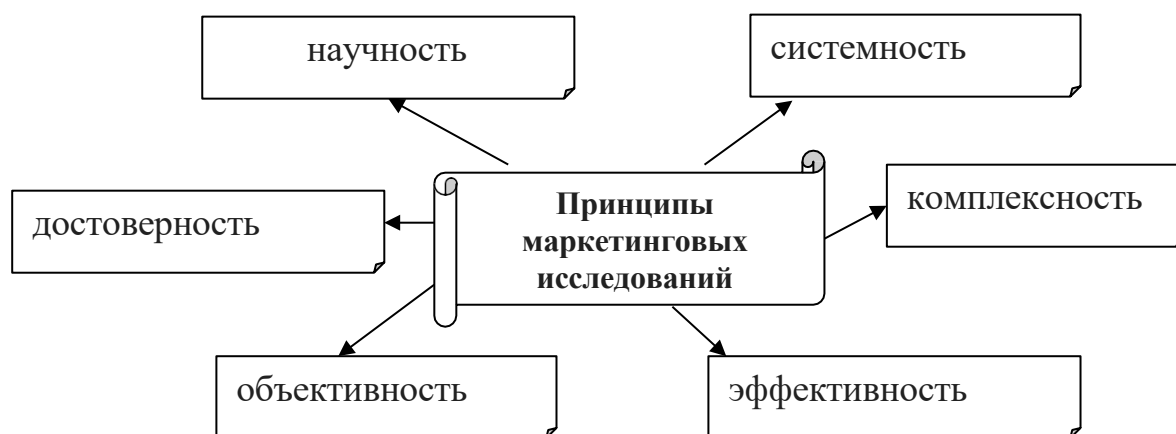 научность
системность
Принципы
маркетинговых
исследований
комплексность
достоверность
объективность
эффективность